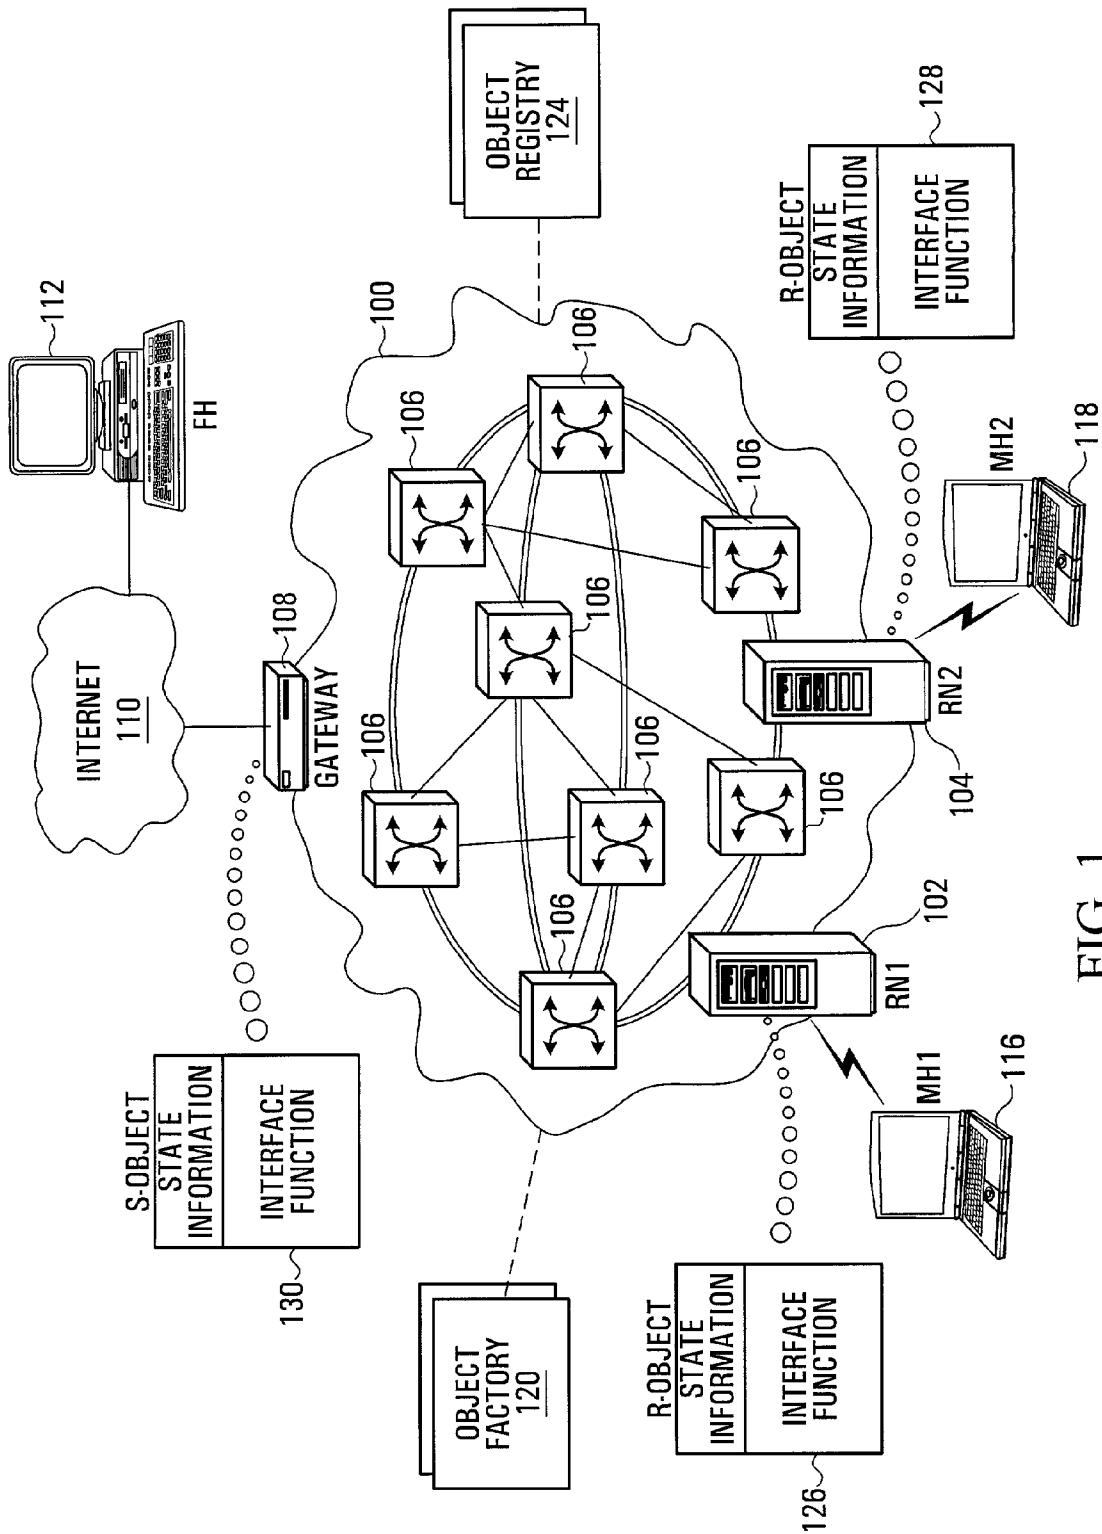 INTERNET
110
112
FH
108
GATEWAY
S-OBJECT
STATE
INFORMATION
INTERFACE
FUNCTION
130
100
OBJECT
FACTORY
120
OBJECT
REGISTRY
124
106
106
106
106
106
106
106
106
R-OBJECT
STATE
INFORMATION
INTERFACE
FUNCTION
126
RN1
102
MH1
116
104
RN2
MH2
118
R-OBJECT
STATE
INFORMATION
INTERFACE
FUNCTION
128
FIG. 1